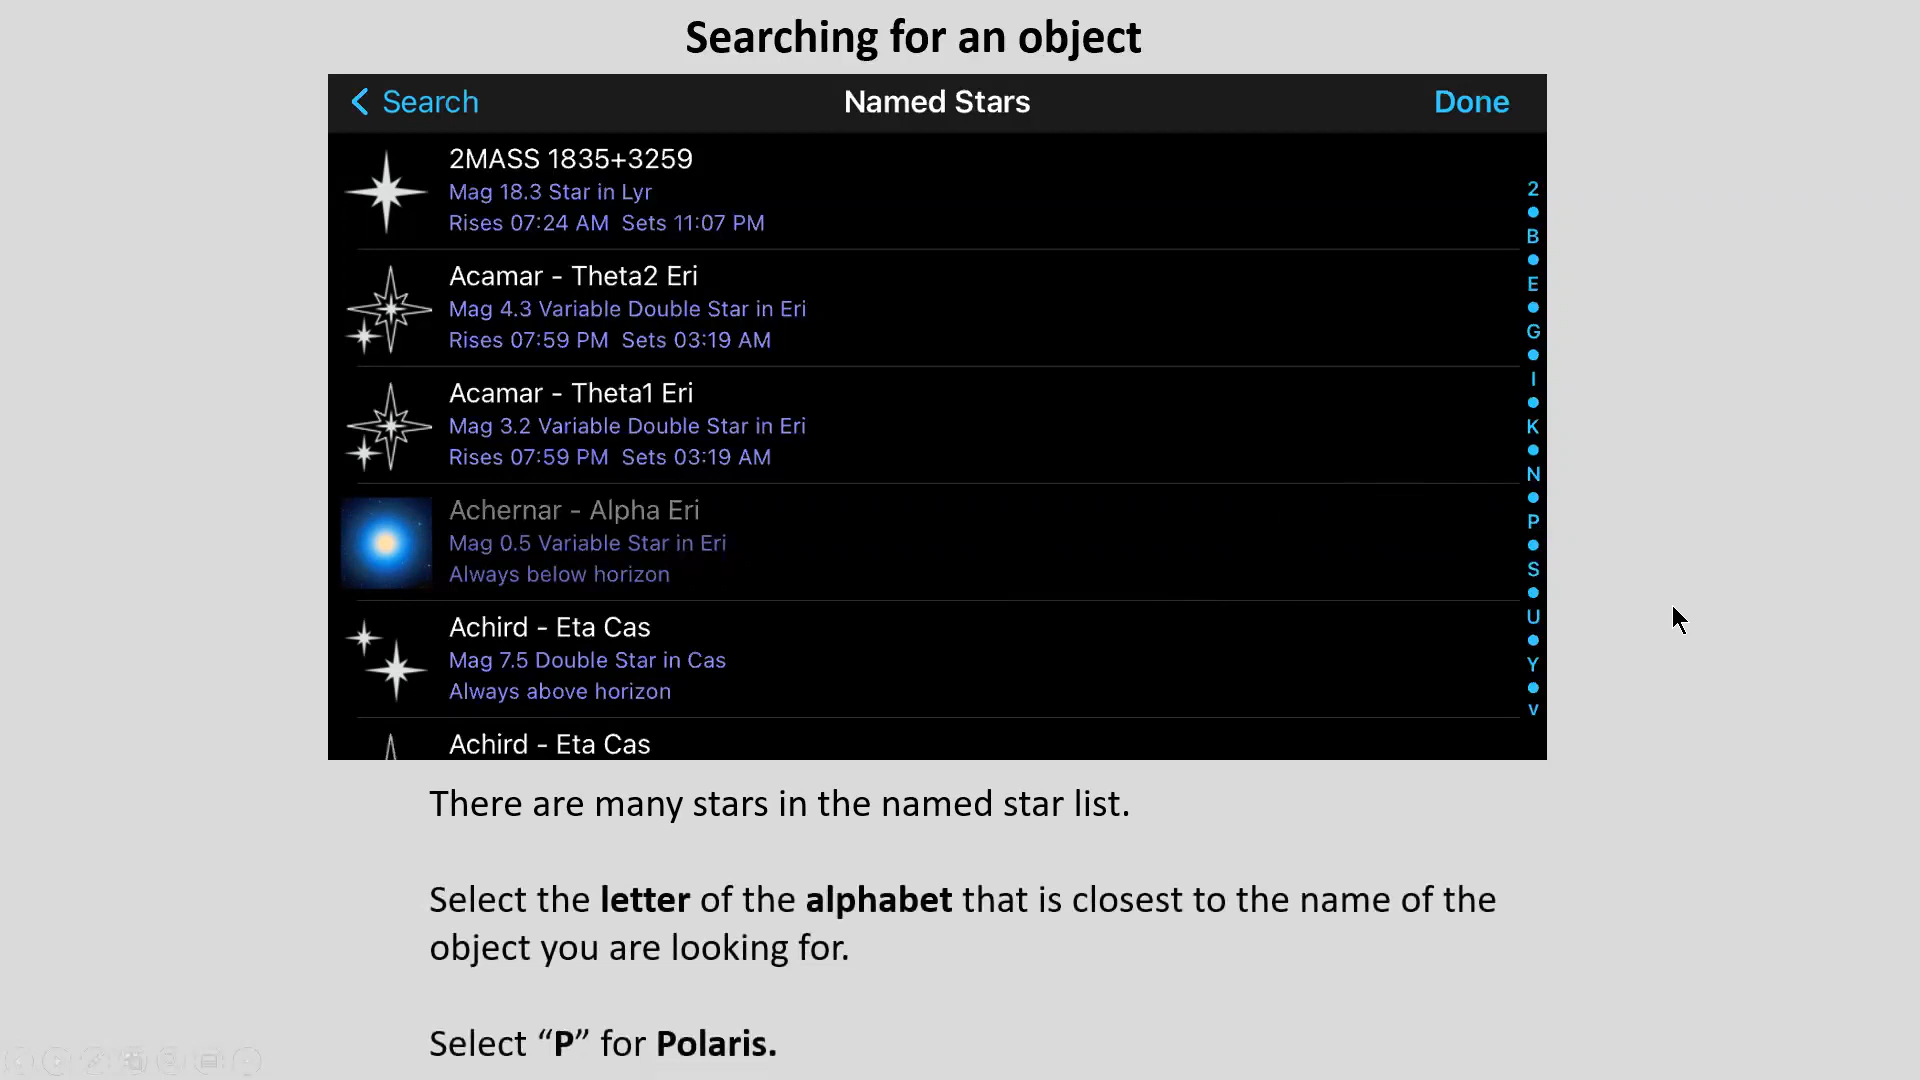 Searching for an object
Search
Named Stars
Done
2MASS 1835+3259
Mag 18.3 Star in Lyr
Rises 07:24 AM  Sets 11:07 PM
Acamar - Theta2 Eri
Mag 4.3 Variable Double Star in Eri
Rises 07:59 PM  Sets 03:19 AM
Acamar - Theta1 Eri
Mag 3.2 Variable Double Star in Eri
Rises 07:59 PM  Sets 03:19 AM
Achernar - Alpha Eri
Mag 0.5 Variable Star in Eri
Always below horizon
Achird - Eta Cas
Mag 7.5 Double Star in Cas
Always above horizon
Achird - Eta Cas
2
B
E
G
I
K
N
P
S
U
Y
v
There are many stars in the named star list.
Select the letter of the alphabet that is closest to the name of the
object you are looking for.
Select “P” for Polaris.